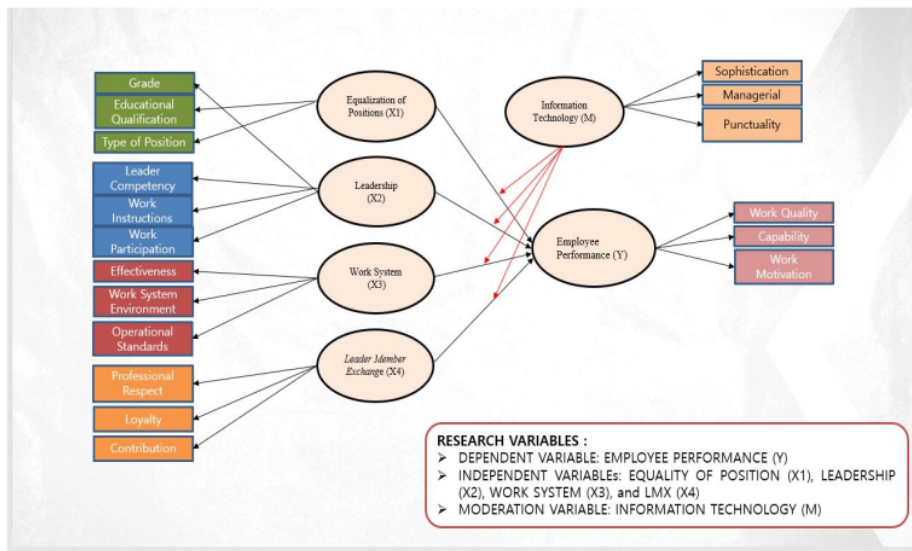 Grade
Educational
Qualification
Type of Position
Leader
Competency
Work
Instructions
Work
Participation
Effectiveness
Work System
Environment
Operational
Standards
Professional
Respect
Loyalty
Contribution
Equalization of
Positions (X1)
Leadership
(X2)
Work System
(X3)
Leader Member
Exchange (X4)
Information
Technology (M)
Employee
Performance (Y)
Sophistication
Managerial
Punctuality
Work Quality
Capability
Work
Motivation
RESEARCH VARIABLES :
➢ DEPENDENT VARIABLE: EMPLOYEE PERFORMANCE (Y)
➢ INDEPENDENT VARIABLEs: EQUALITY OF POSITION (X1), LEADERSHIP
(X2), WORK SYSTEM (X3), and LMX (X4)
➢ MODERATION VARIABLE: INFORMATION TECHNOLOGY (M)